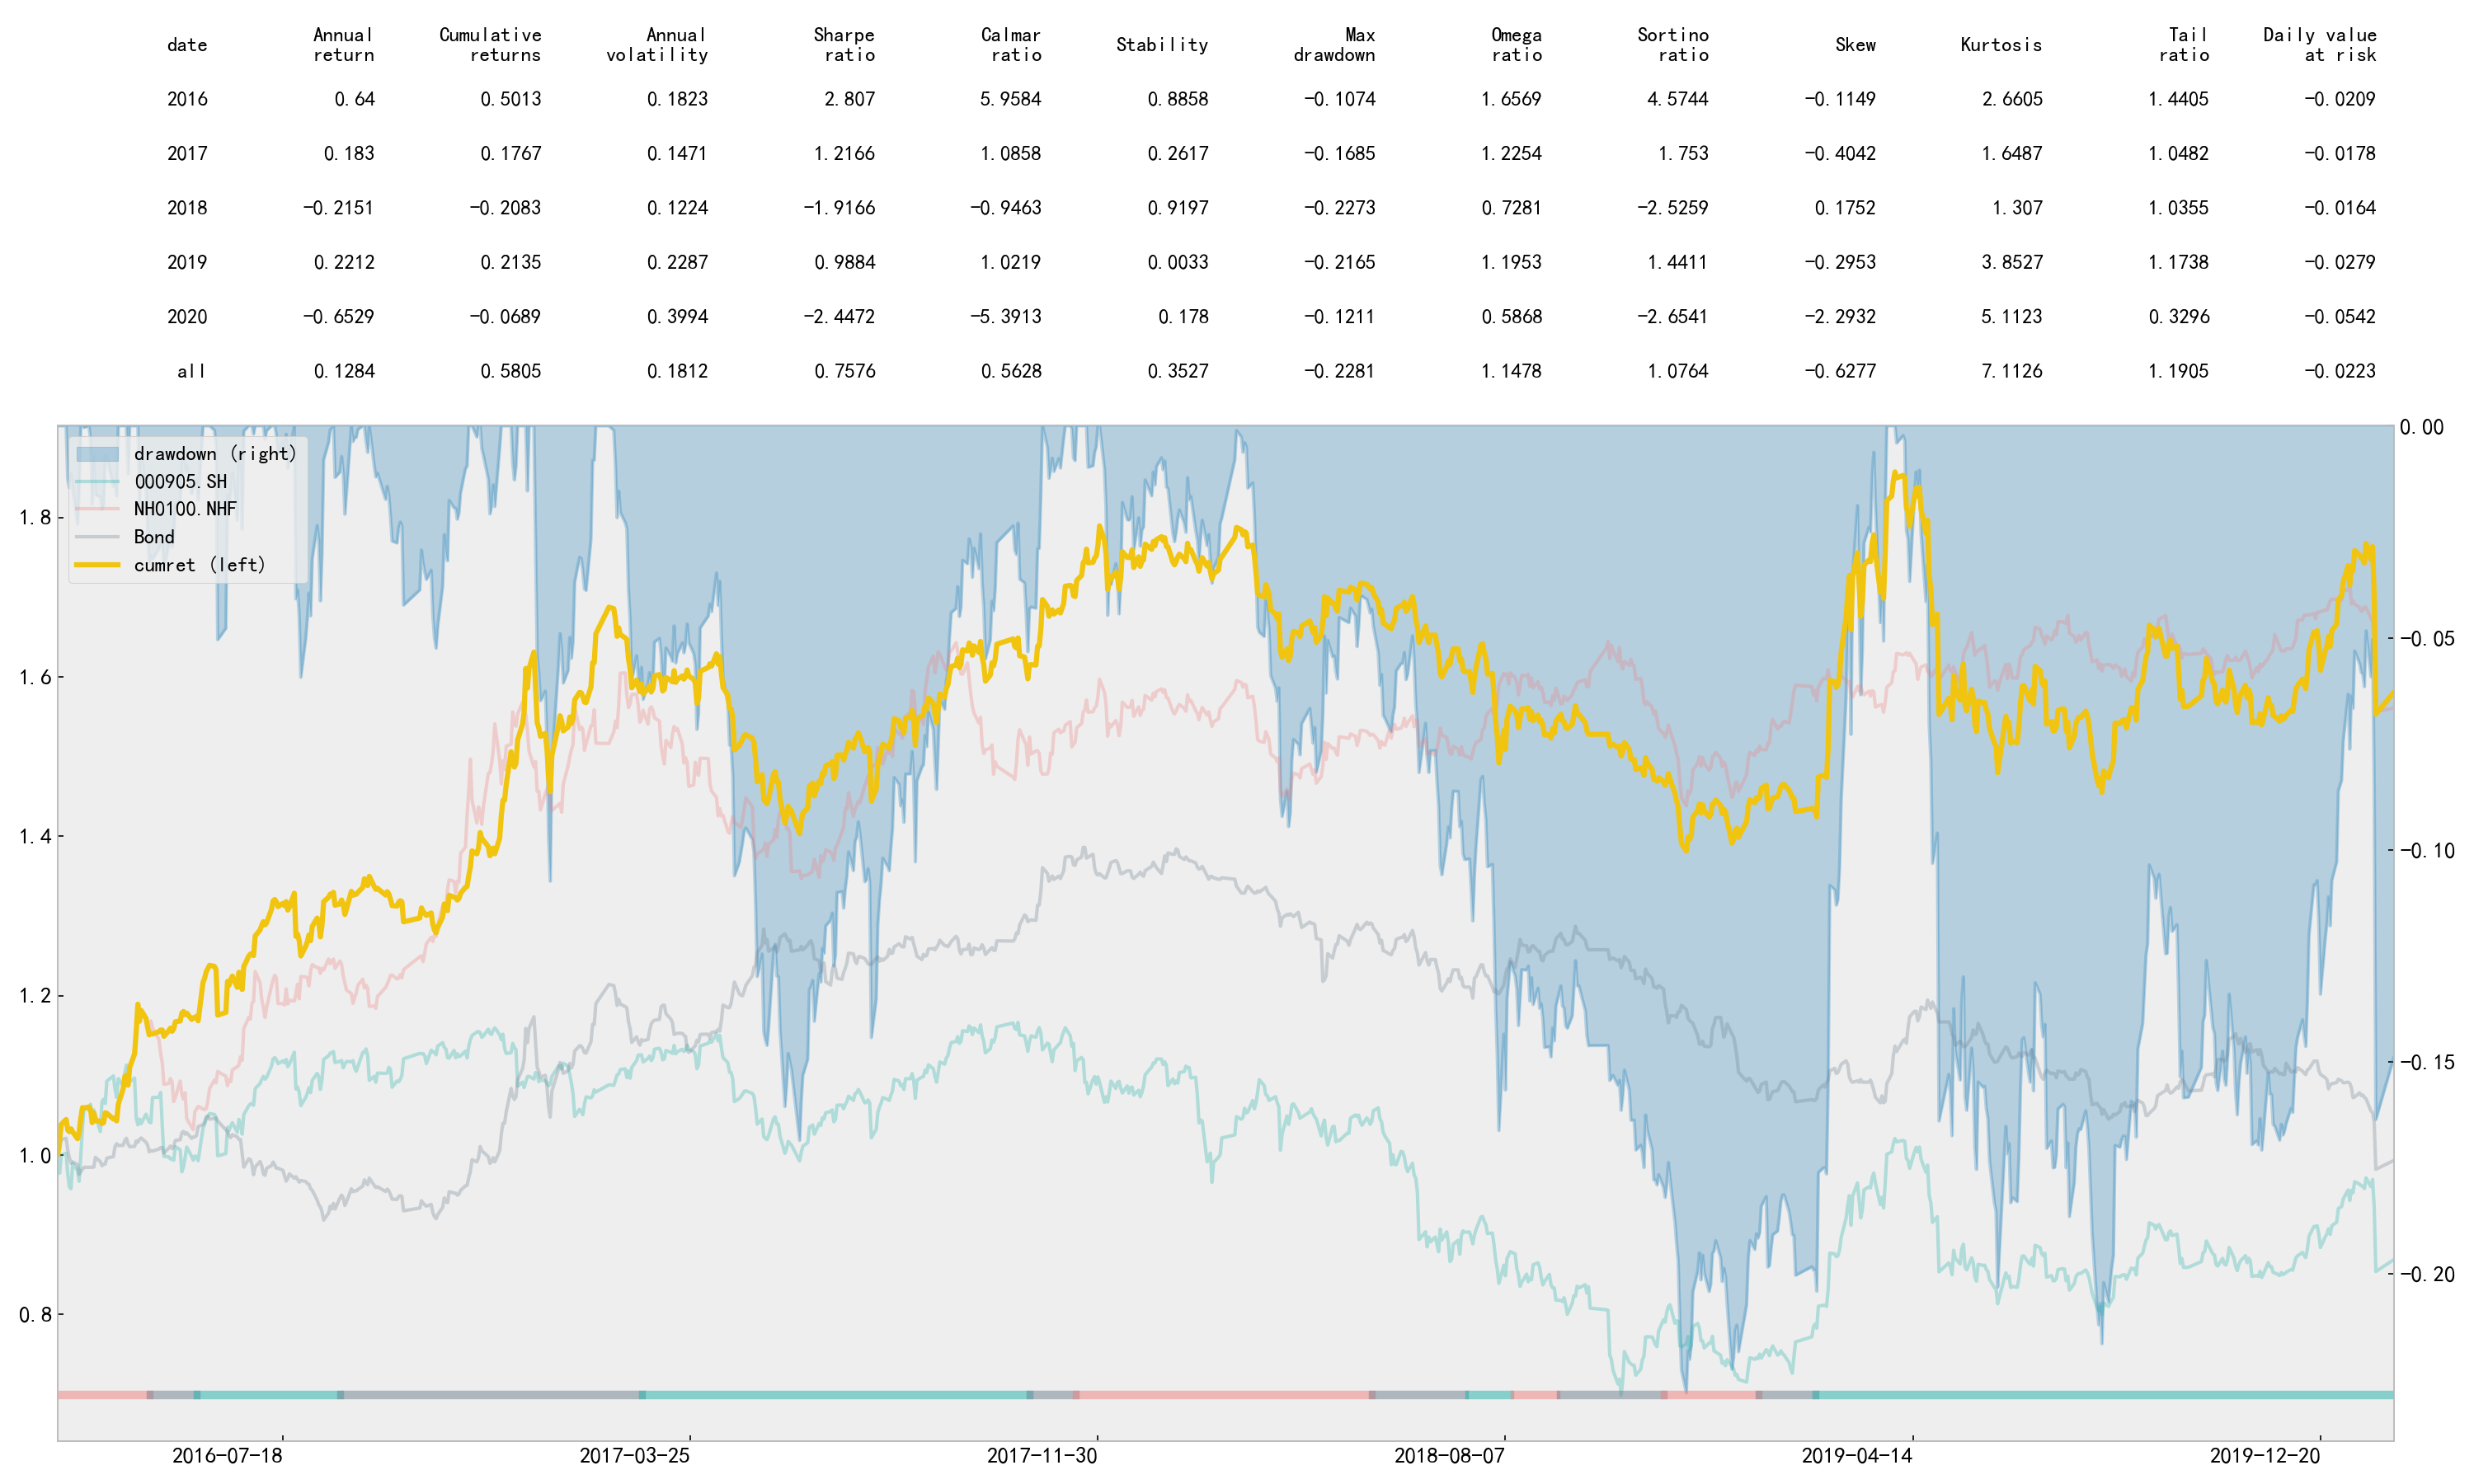 date Annual return Cumulative returns Annual volatility Sharpe ratio Calmar ratio Stability Max drawdown Omega ratio Sortino ratio Skew Kurtosis Tail ratio Daily value at risk
2016 0.64 0.5013 0.1823 2.807 5.9584 0.8858 −0.1074 1.6569 4.5744 −0.1149 2.6605 1.4405 −0.0209
2017 0.183 0.1767 0.1471 1.2166 1.0858 0.2617 −0.1685 1.2254 1.753 −0.4042 1.6487 1.0482 −0.0178
2018 −0.2151 −0.2083 0.1224 −1.9166 −0.9463 0.9197 −0.2273 0.7281 −2.5259 0.1752 1.307 1.0355 −0.0164
2019 0.2212 0.2135 0.2287 0.9884 1.0219 0.0033 −0.2165 1.1953 1.4411 −0.2953 3.8527 1.1738 −0.0279
2020 −0.6529 −0.0689 0.3994 −2.4472 −5.3913 0.178 −0.1211 0.5868 −2.6541 −2.2932 5.1123 0.3296 −0.0542
all 0.1284 0.5805 0.1812 0.7576 0.5628 0.3527 −0.2281 1.1478 1.0764 −0.6277 7.1126 1.1905 −0.0223
drawdown (right)
000905.SH
NH0100.NHF
Bond
cumret (left)
1.8
1.6
1.4
1.2
1.0
0.8
0.00
−0.05
−0.10
−0.15
−0.20
2016−07−18 2017−03−25 2017−11−30 2018−08−07 2019−04−14 2019−12−20